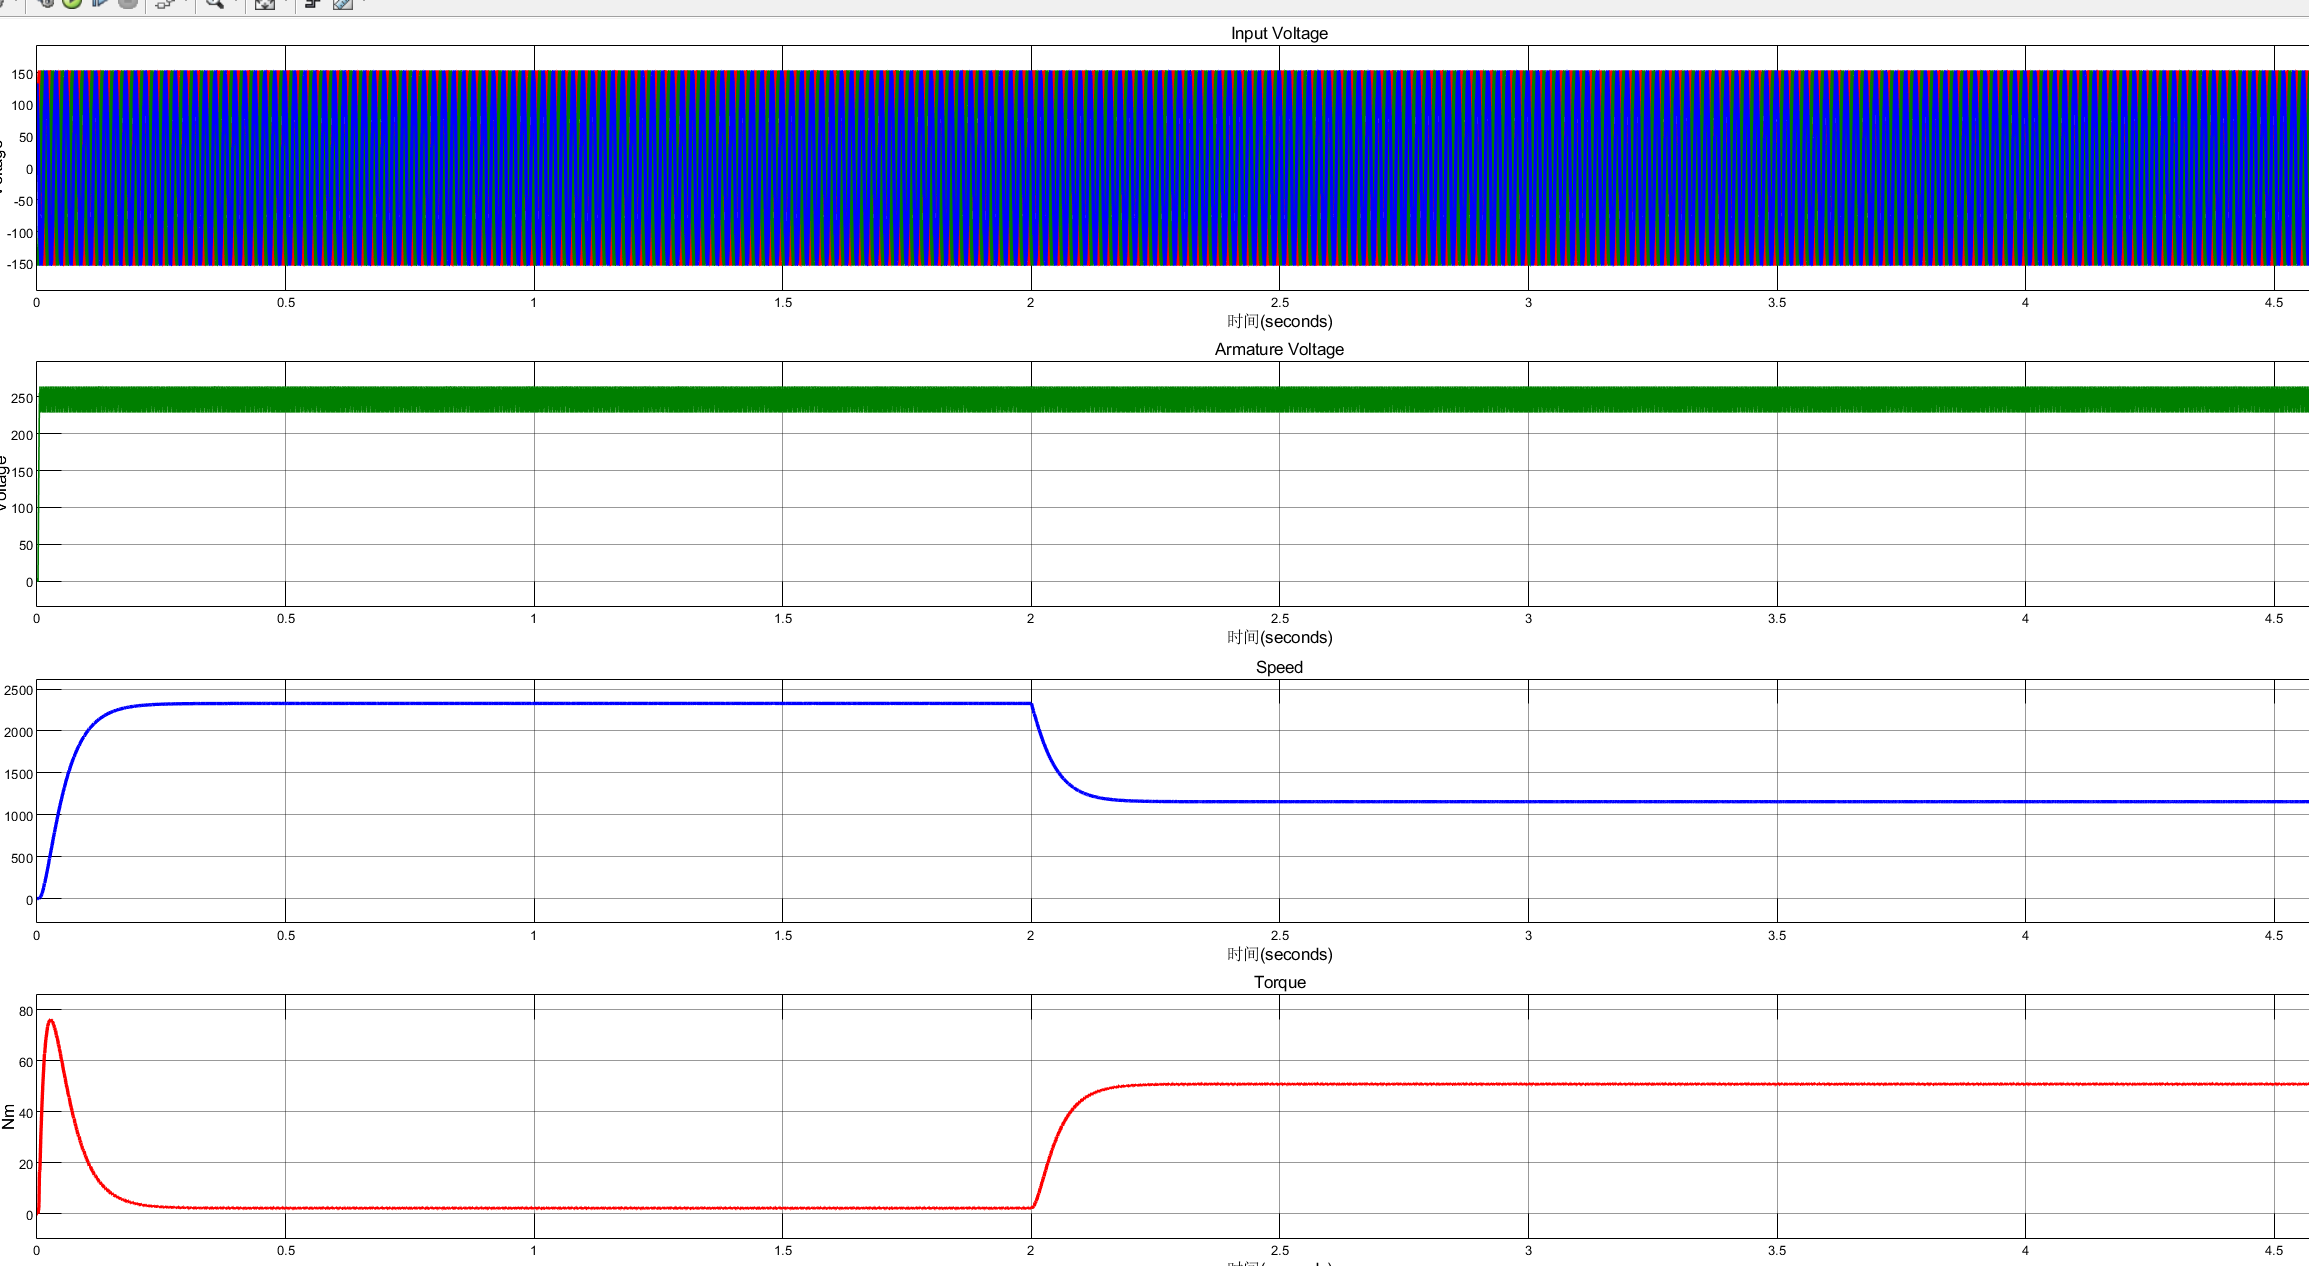 Input Voltage
150
100
50
0
-50
-100
-150
0 0.5 1 1.5 2 2.5 3 3.5 4 4.5
时间(seconds)
Armature Voltage
250
200
150
100
50
0
Voltage
0 0.5 1 1.5 2 2.5 3 3.5 4 4.5
时间(seconds)
Speed
2500
2000
1500
1000
500
0
0 0.5 1 1.5 2 2.5 3 3.5 4 4.5
时间(seconds)
Torque
80
60
40
20
0
Nm
0 0.5 1 1.5 2 2.5 3 3.5 4 4.5